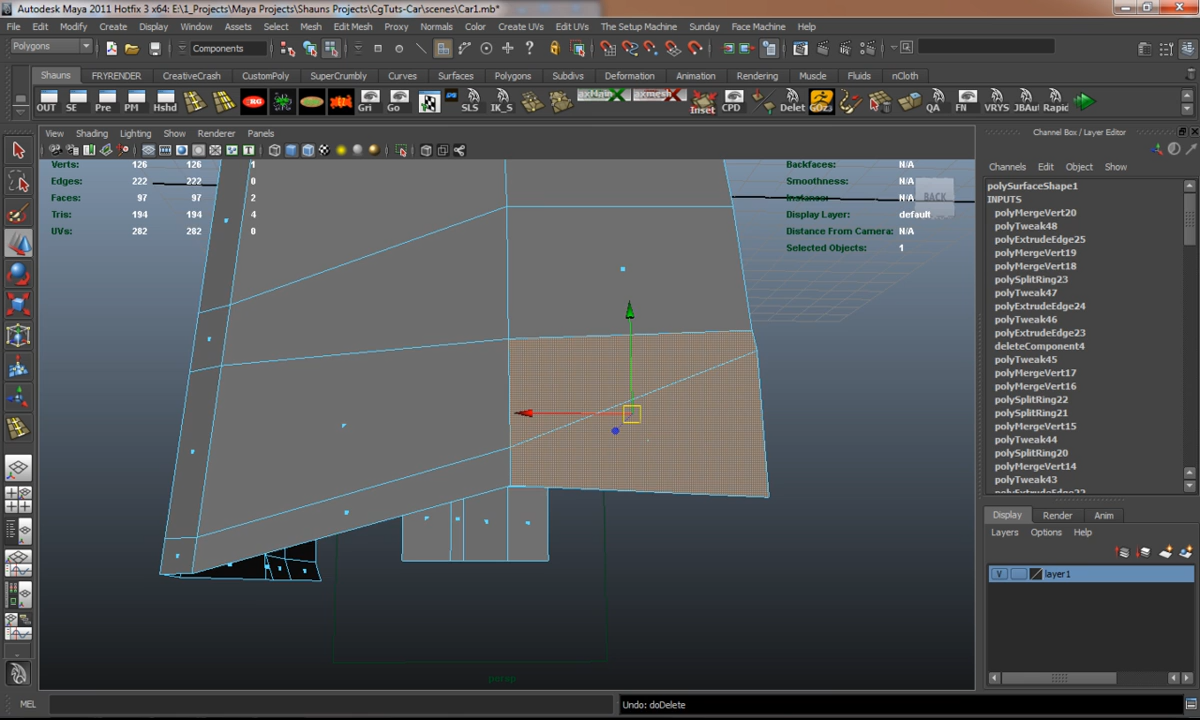 Autodesk Maya 2011 Hotfix 3 x64: E:\1_Projects\Maya Projects\Shauns Projects\CgTuts-Car\scenes\Car1.mb*
File Edit Modify Create Display Window Assets Select Mesh Edit Mesh Proxy Normals Color Create UVs Edit UVs The Setup Machine Sunday Face Machine Help
Polygons Components
Shauns FRYRENDER CreativeCrash CustomPoly SuperCrumbly Curves Surfaces Polygons Subdivs Deformation Animation Rendering Muscle Fluids nCloth
OUT SE Pre PM Hshd Gri Go SLS IK_S Inset CPD Delet GOz3 QA FN VRYS JBAu Rapic
View Shading Lighting Show Renderer Panels
Channel Box / Layer Editor
Channels Edit Object Show
Verts: 126 126 1
Edges: 222 222 0
Faces: 97 97 2
Tris: 194 194 4
UVs: 282 282 0
Backfaces: N/A
Smoothness: N/A
Instance: N/A
Display Layer: default
Distance From Camera: N/A
Selected Objects: 1
BACK
persp
polySurfaceShape1
INPUTS
polyMergeVert20
polyTweak48
polyExtrudeEdge25
polyMergeVert19
polyMergeVert18
polySplitRing23
polyTweak47
polyExtrudeEdge24
polyTweak46
polyExtrudeEdge23
deleteComponent4
polyTweak45
polyMergeVert17
polyMergeVert16
polySplitRing22
polySplitRing21
polyMergeVert15
polyTweak44
polySplitRing20
polyMergeVert14
polyTweak43
polyExtrudeEdge22
Display Render Anim
Layers Options Help
V layer1
MEL
Undo: doDelete